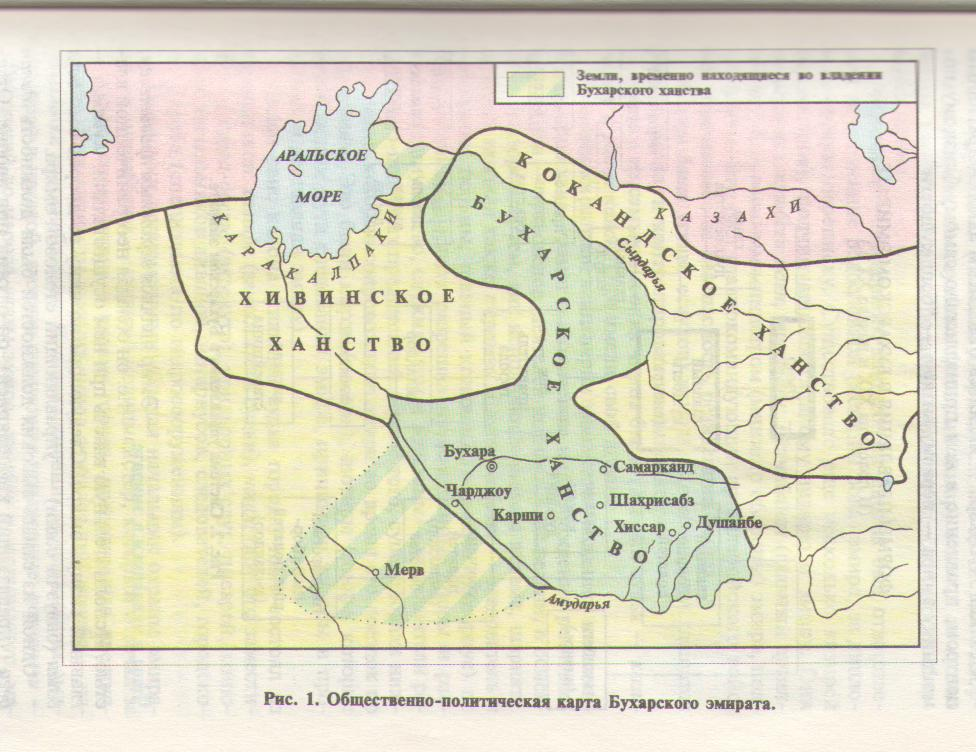 Земли, временно находящиеся во владении
Бухарского ханства
АРАЛЬСКОЕ
МОРЕ
КОКАНДСКОЕ ХАНСТВО
КАЗАХИ
КАРАКАЛПАКИ
БУХАРСКОЕ ХАНСТВО
Сырдарья
ХИВИНСКОЕ
ХАНСТВО
Бухара
Самарканд
Чарджоу
Шахрисабз
Карши
Хиссар
Душанбе
Мерв
Амударья
Рис. 1. Общественно-политическая карта Бухарского эмирата.